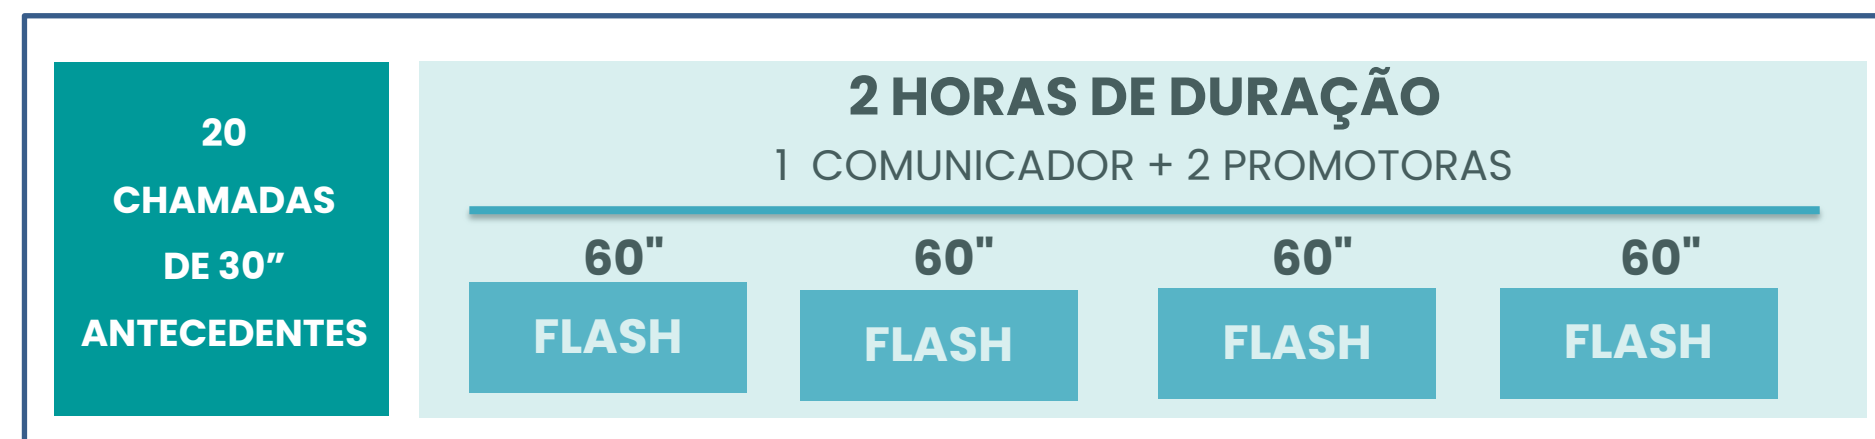 20
CHAMADAS
DE 30”
ANTECEDENTES
2 HORAS DE DURAÇÃO
1 COMUNICADOR + 2 PROMOTORAS
60" 60" 60" 60"
FLASH FLASH FLASH FLASH